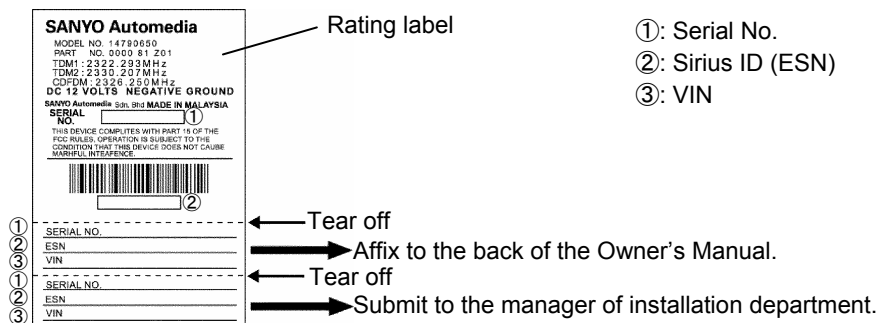 SANYO Automedia
MODEL NO. 14790650
PART NO. 0000 81 Z01
TDM1 : 2322.293MHz
TDM2 : 2330.207MHz
CDFDM : 2326.250MHz
DC 12 VOLTS NEGATIVE GROUND
SANYO Automedia Sdn. Bhd MADE IN MALAYSIA
SERIAL NO. ①
THIS DEVICE COMPLITES WITH PART 15 OF THE
FCC RULES, OPERATION IS SUBJECT TO THE
CONDITION THAT THIS DEVICE DOES NOT CAUBE
MARHFUL INTEAFENCE.
②
Rating label
①: Serial No.
②: Sirius ID (ESN)
③: VIN
Tear off
① SERIAL NO.
② ESN
③ VIN
Affix to the back of the Owner's Manual.
Tear off
① SERIAL NO.
② ESN
③ VIN
Submit to the manager of installation department.